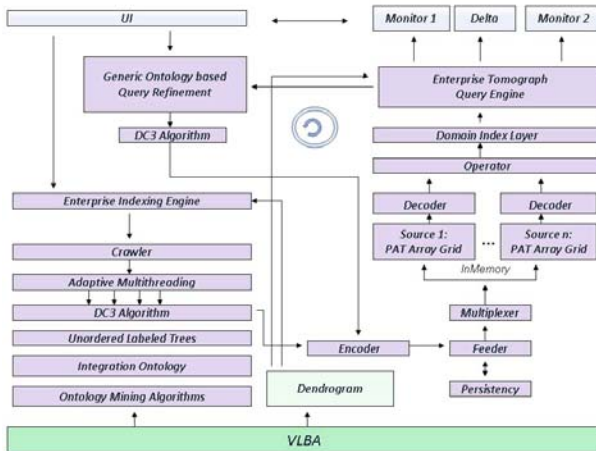 UI
Monitor 1
Delta
Monitor 2
Generic Ontology based
Query Refinement
Enterprise Tomograph
Query Engine
DC3 Algorithm
Domain Index Layer
Operator
Decoder
Decoder
Enterprise Indexing Engine
Source 1:
PAT Array Grid
...
Source n:
PAT Array Grid
Crawler
InMemory
Adaptive Multithreading
DC3 Algorithm
Multiplexer
Unordered Labeled Trees
Encoder
Feeder
Integration Ontology
Dendrogram
Persistency
Ontology Mining Algorithms
VLBA